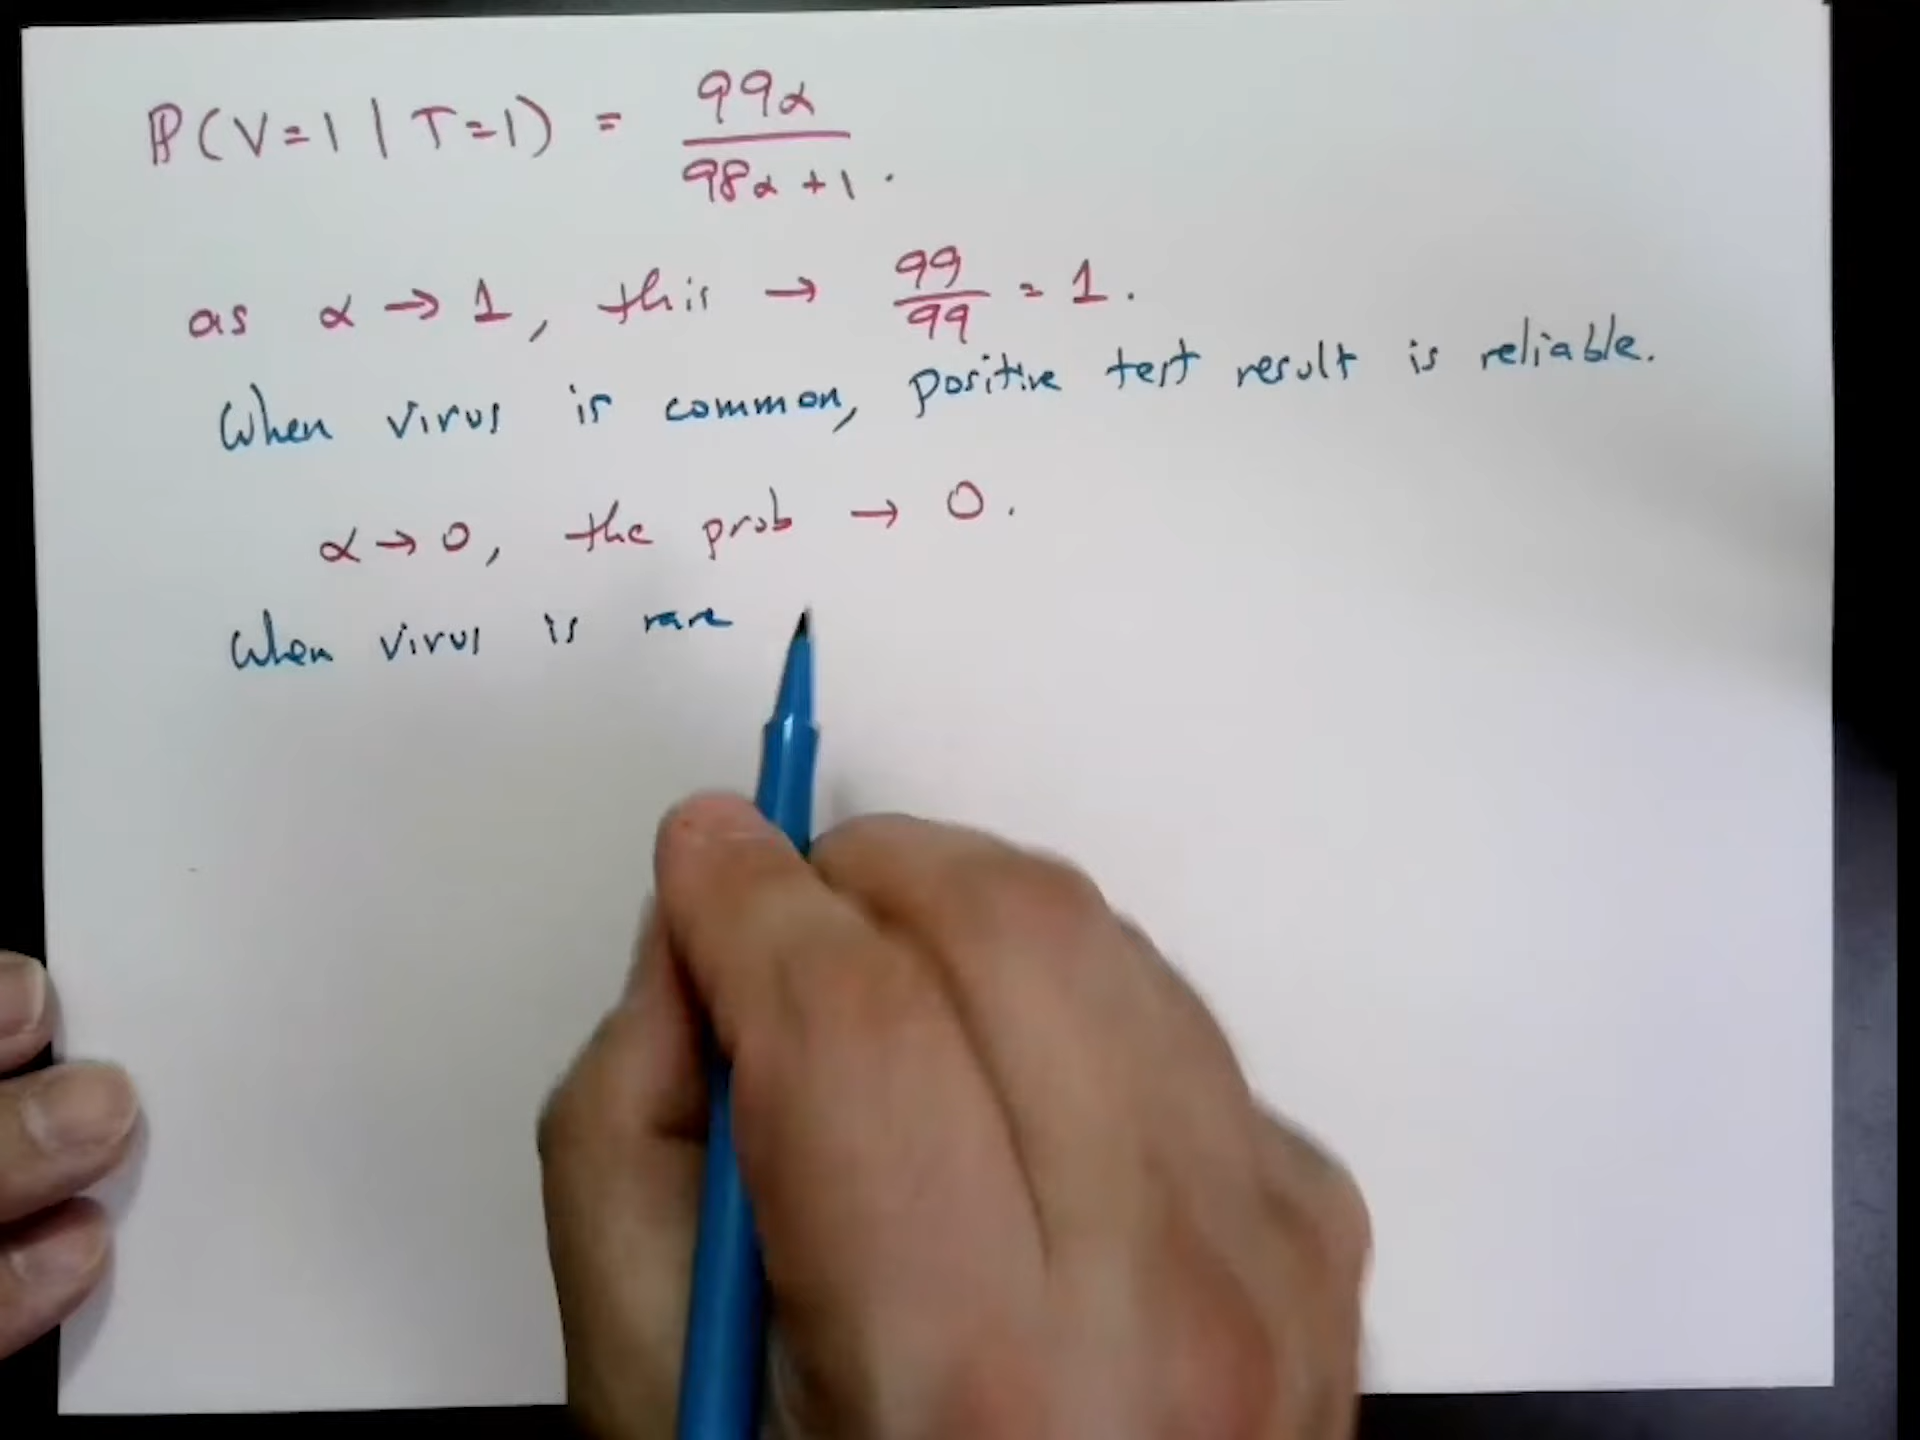 ℙ(V=1 | T=1) = 99α / 98α+1.
as α → 1, this → 99/99 = 1.
When virus is common, positive test result is reliable.
α → 0, the prob → 0.
When virus is rare